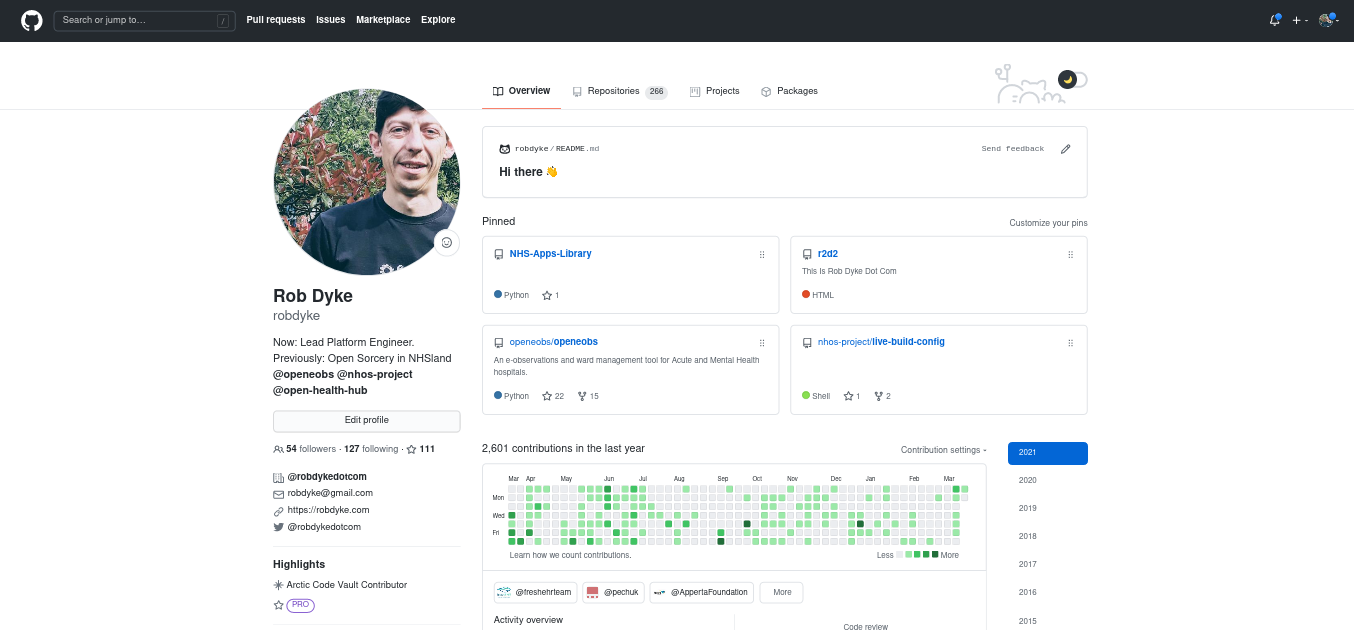 Search or jump to…
/
Pull requests
Issues
Marketplace
Explore
Overview
Repositories 266
Projects
Packages
Rob Dyke
robdyke
Now: Lead Platform Engineer.
Previously: Open Sorcery in NHSland
@openeobs @nhos-project
@open-health-hub
Edit profile
54 followers · 127 following · 111
@robdykedotcom
robdyke@gmail.com
https://robdyke.com
@robdykedotcom
Highlights
Arctic Code Vault Contributor
PRO
robdyke/README.md
Send feedback
Hi there 👋
Pinned
Customize your pins
NHS-Apps-Library
Python 1
r2d2
This Is Rob Dyke Dot Com
HTML
openeobs/openeobs
An e-observations and ward management tool for Acute and Mental Health
hospitals.
Python 22 15
nhos-project/live-build-config
Shell 1 2
2,601 contributions in the last year
Contribution settings
Mar Apr May Jun Jul Aug Sep Oct Nov Dec Jan Feb Mar
Mon
Wed
Fri
Learn how we count contributions.
Less More
@freshehrteam
@pechuk
@AppertaFoundation
More
Activity overview
Code review
2021
2020
2019
2018
2017
2016
2015